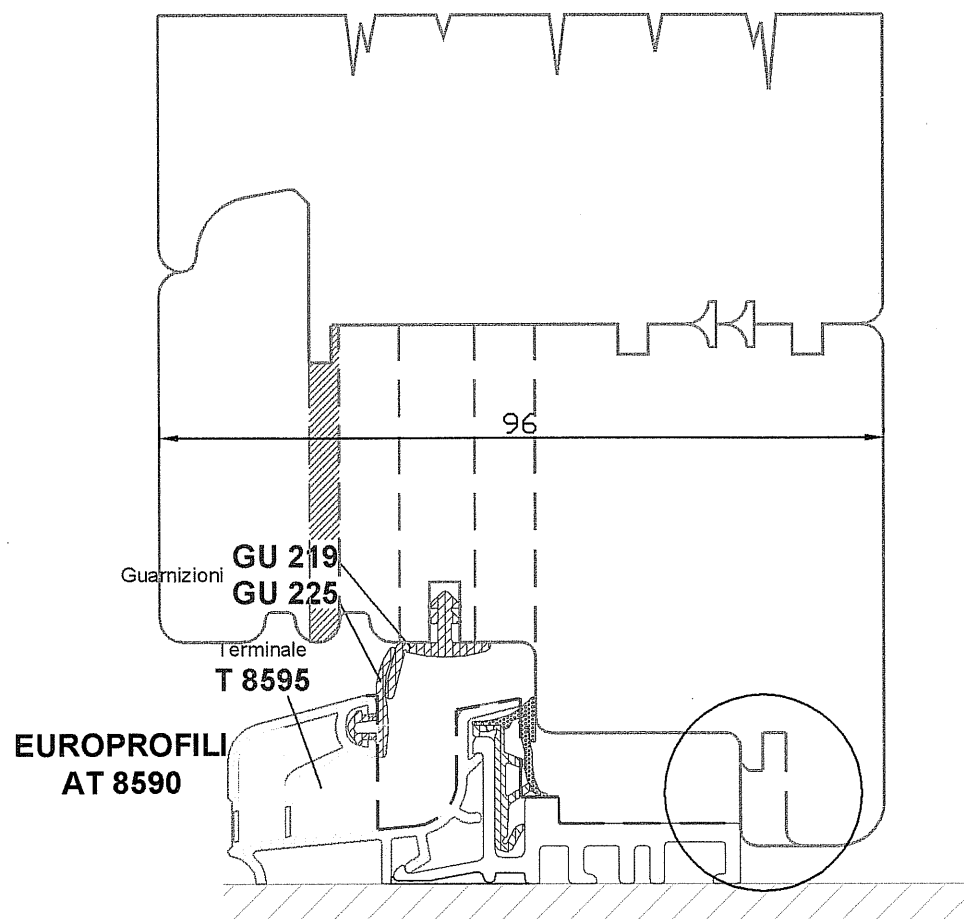 96
Guarnizioni
GU 219
GU 225
Terminale
T 8595
EUROPROFILI
AT 8590